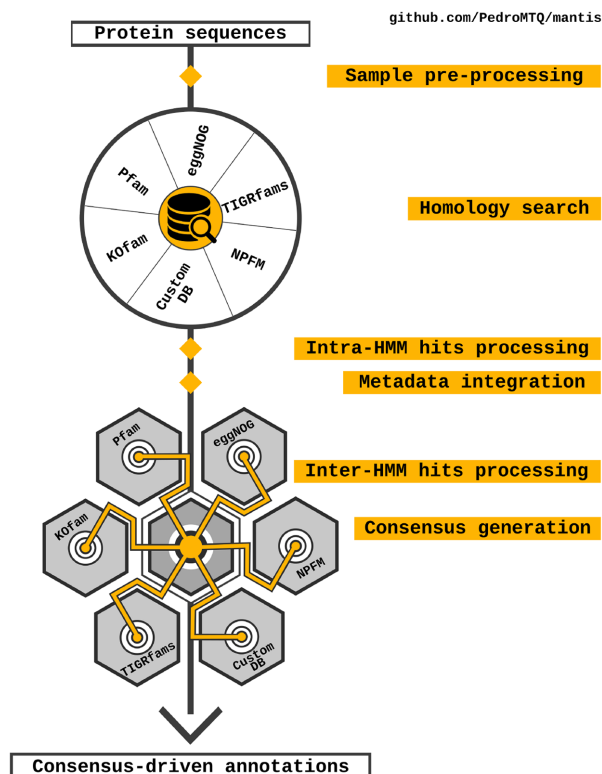 github.com/PedroMTQ/mantis
Protein sequences
Sample pre-processing
eggNOG
Pfam
TIGRfams
Homology search
KOfam
NPFM
Custom
DB
Intra-HMM hits processing
Metadata integration
Pfam
eggNOG
Inter-HMM hits processing
KOfam
Consensus generation
NPFM
TIGRfams
Custom
DB
Consensus-driven annotations